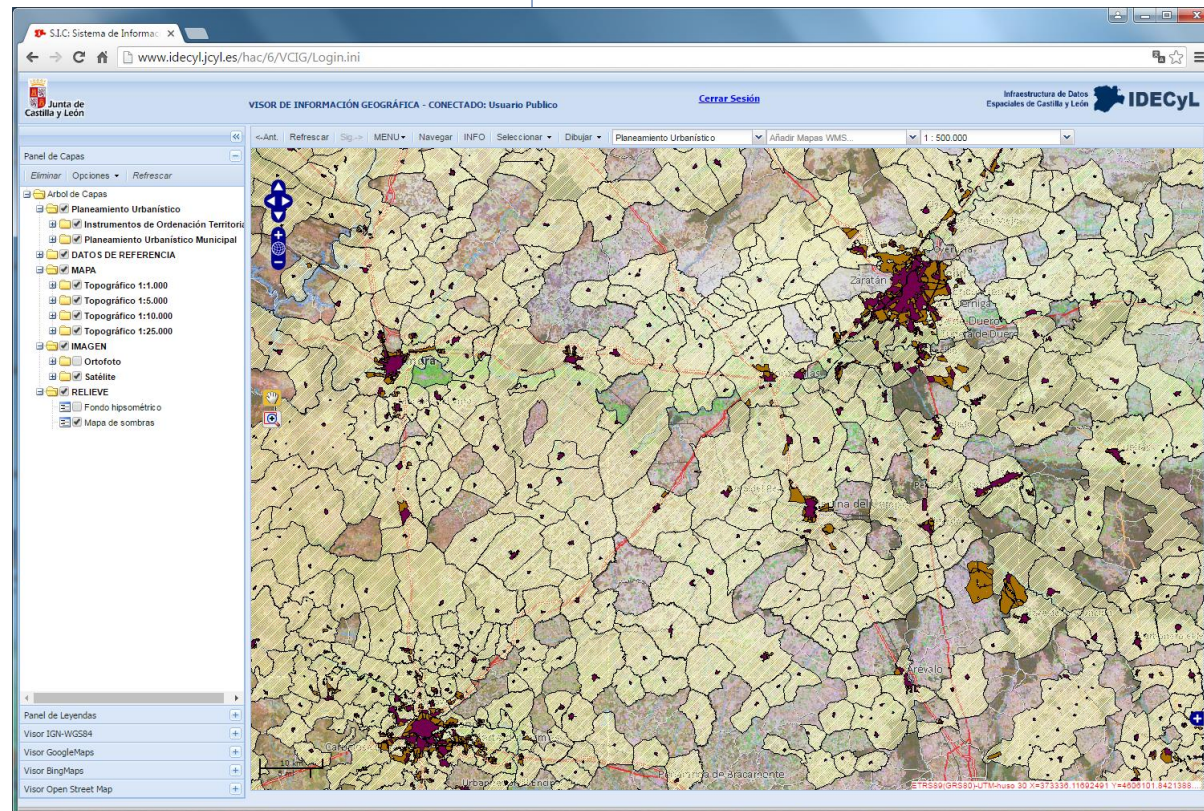 S.I.C: Sistema de Informac
www.idecyl.jcyl.es/hac/6/VCIG/Login.ini
Junta de
Castilla y León
VISOR DE INFORMACIÓN GEOGRÁFICA - CONECTADO: Usuario Publico
Cerrar Sesión
Infraestructura de Datos
Espaciales de Castilla y León
IDECyL
<-Ant. Refrescar Sig.-> MENU Navegar INFO Seleccionar Dibujar Planeamiento Urbanístico Añadir Mapas WMS... 1 : 500.000
Panel de Capas
Eliminar Opciones Refrescar
Arbol de Capas
Planeamiento Urbanístico
Instrumentos de Ordenación Territoria
Planeamiento Urbanístico Municipal
DATOS DE REFERENCIA
MAPA
Topográfico 1:1.000
Topográfico 1:5.000
Topográfico 1:10.000
Topográfico 1:25.000
IMAGEN
Ortofoto
Satélite
RELIEVE
Fondo hipsométrico
Mapa de sombras
Panel de Leyendas
Visor IGN-WGS84
Visor GoogleMaps
Visor BingMaps
Visor Open Street Map
Zaratán
de Duero
Arévalo
de Bracamonte
10 km
ETRS89(GRS80)-UTM-huso 30 X=373336.11692491 Y=4606101.8421388